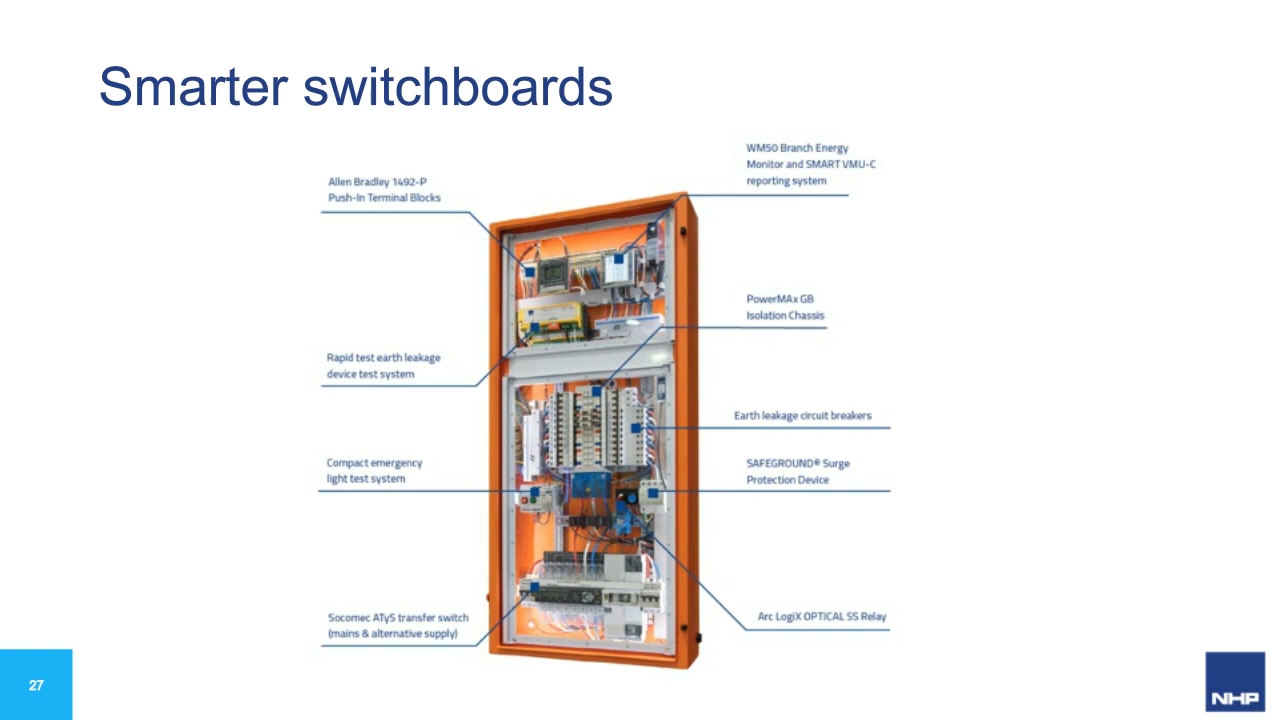 Smarter switchboards
WM50 Branch Energy
Monitor and SMART VMU-C
reporting system
Allen Bradley 1492-P
Push-In Terminal Blocks
PowerMAx GB
Isolation Chassis
Rapid test earth leakage
device test system
Earth leakage circuit breakers
Compact emergency
light test system
SAFEGROUND® Surge
Protection Device
Socomec ATyS transfer switch
(mains & alternative supply)
Arc LogiX OPTICAL SS Relay
27
NHP